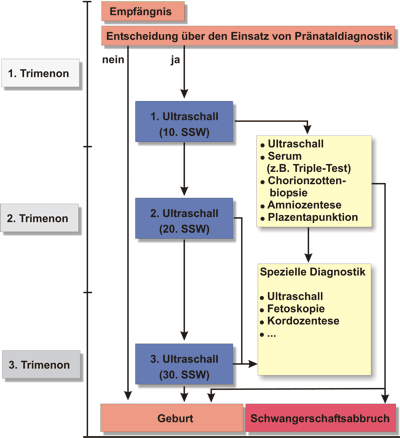 Empfängnis
Entscheidung über den Einsatz von Pränataldiagnostik
nein
ja
1. Trimenon
1. Ultraschall
(10. SSW)
• Ultraschall
• Serum
(z.B. Triple-Test)
• Chorionzotten-
biopsie
• Amniozentese
• Plazentapunktion
2. Trimenon
2. Ultraschall
(20. SSW)
Spezielle Diagnostik
• Ultraschall
• Fetoskopie
• Kordozentese
• ...
3. Trimenon
3. Ultraschall
(30. SSW)
Geburt
Schwangerschaftsabbruch